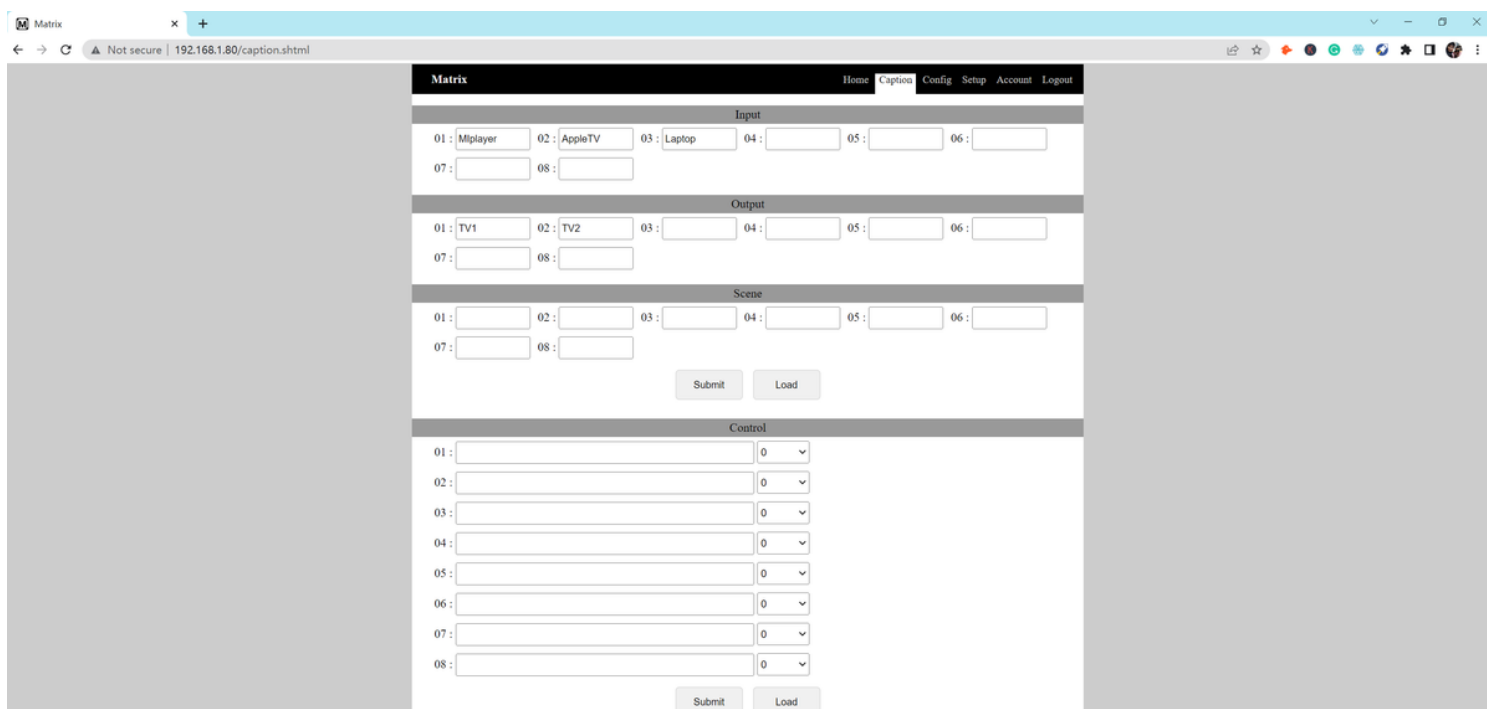 Matrix
Not secure | 192.168.1.80/caption.shtml
Matrix Home Caption Config Setup Account Logout
Input
01 : MIplayer 02 : AppleTV 03 : Laptop 04 : 05 : 06 :
07 : 08 :
Output
01 : TV1 02 : TV2 03 : 04 : 05 : 06 :
07 : 08 :
Scene
01 : 02 : 03 : 04 : 05 : 06 :
07 : 08 :
Submit Load
Control
01 : 0
02 : 0
03 : 0
04 : 0
05 : 0
06 : 0
07 : 0
08 : 0
Submit Load